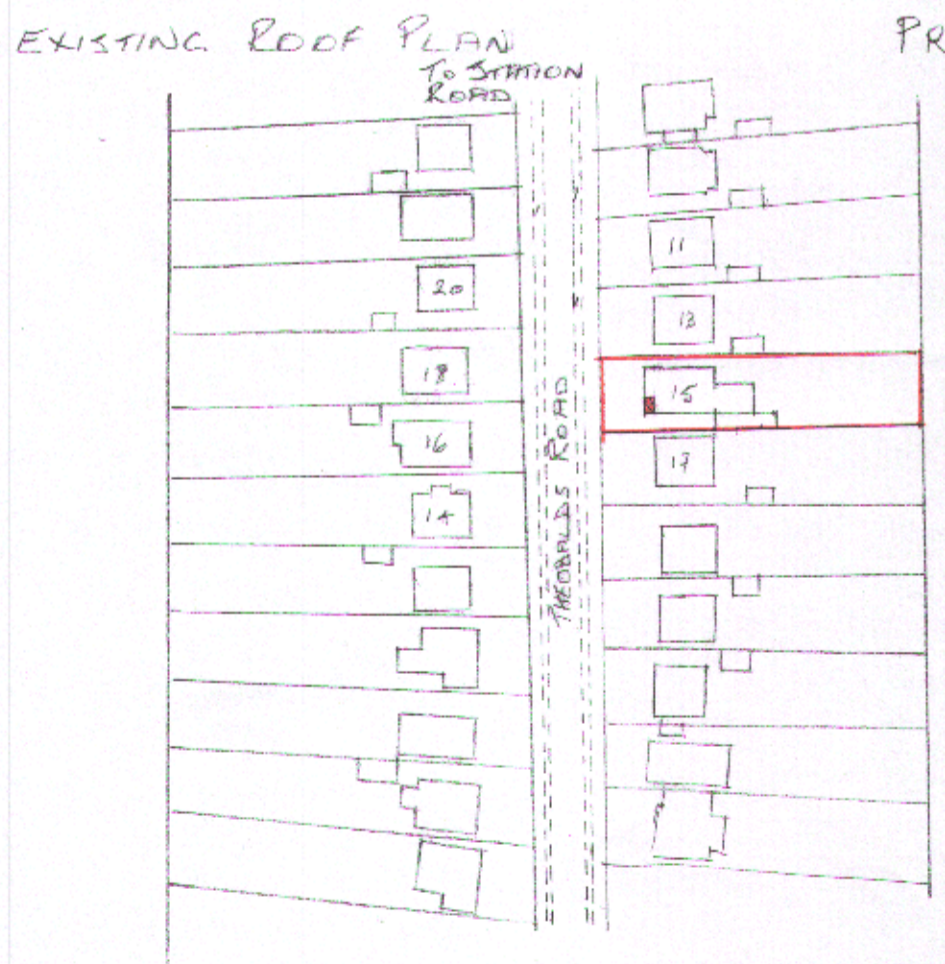 EXISTING ROOF PLAN
PR
TO STATION
ROAD
11
20
13
18
15
16
17
14
THEOBALDS ROAD